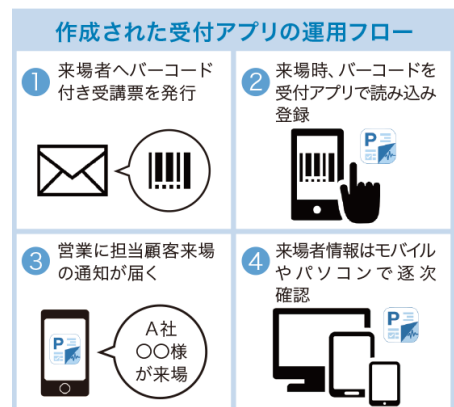 作成された受付アプリの運用フロー
1 来場者へバーコード
付き受講票を発行
2 来場時、バーコードを
受付アプリで読み込み
登録
P
3 営業に担当顧客来場
の通知が届く
P
A社
〇〇様
が来場
4 来場者情報はモバイル
やパソコンで逐次
確認
P